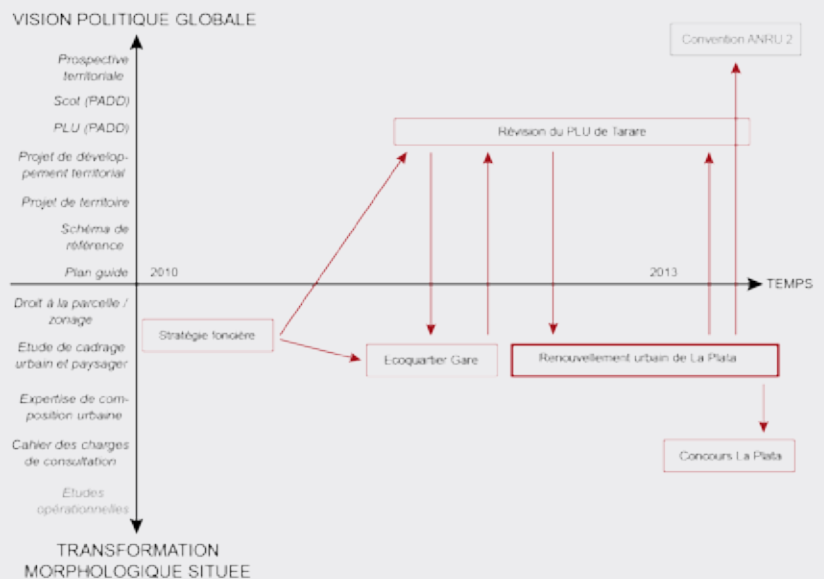 VISION POLITIQUE GLOBALE
Convention ANRU 2
Prospective
territoriale
Scot (PADD)
PLU (PADD)
Révision du PLU de Tarare
Projet de dévelop-
pement territorial
Projet de territoire
Schéma de
référence
Plan guide
2010
2013
TEMPS
Droit à la parcelle /
zonage
Stratégie foncière
Etude de cadrage
urbain et paysager
Ecoquartier Gare
Renouvellement urbain de La Plata
Expertise de com-
position urbaine
Cahier des charges
de consultation
Concours La Plata
Etudes
opérationnelles
TRANSFORMATION
MORPHOLOGIQUE SITUEE